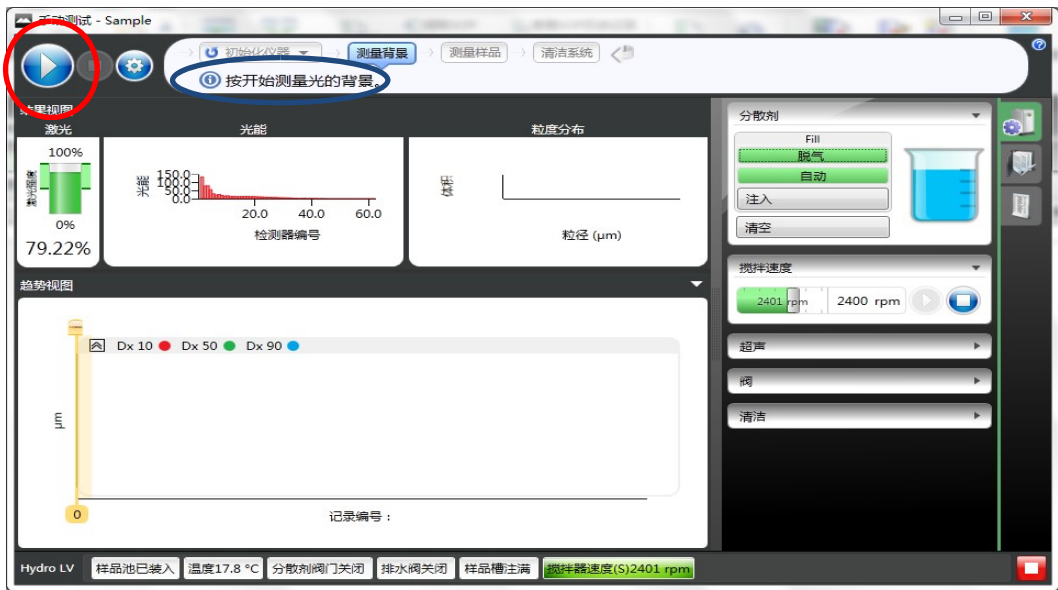 手动测试 - Sample
初始化仪器
测量背景
测量样品
清洁系统
按开始测量光的背景。
结果视图
激光
光能
粒度分布
100%
激光强度
0%
79.22%
光能
150.0
100.0
50.0
0.0
20.0 40.0 60.0
检测器编号
体积
粒径 (µm)
趋势视图
Dx 10 Dx 50 Dx 90
µm
0
记录编号：
分散剂
Fill
脱气
自动
注入
清空
搅拌速度
2401 rpm 2400 rpm
超声
阀
清洁
Hydro LV 样品池已装入 温度17.8 °C 分散剂阀门关闭 排水阀关闭 样品槽注满 搅拌器速度(S)2401 rpm